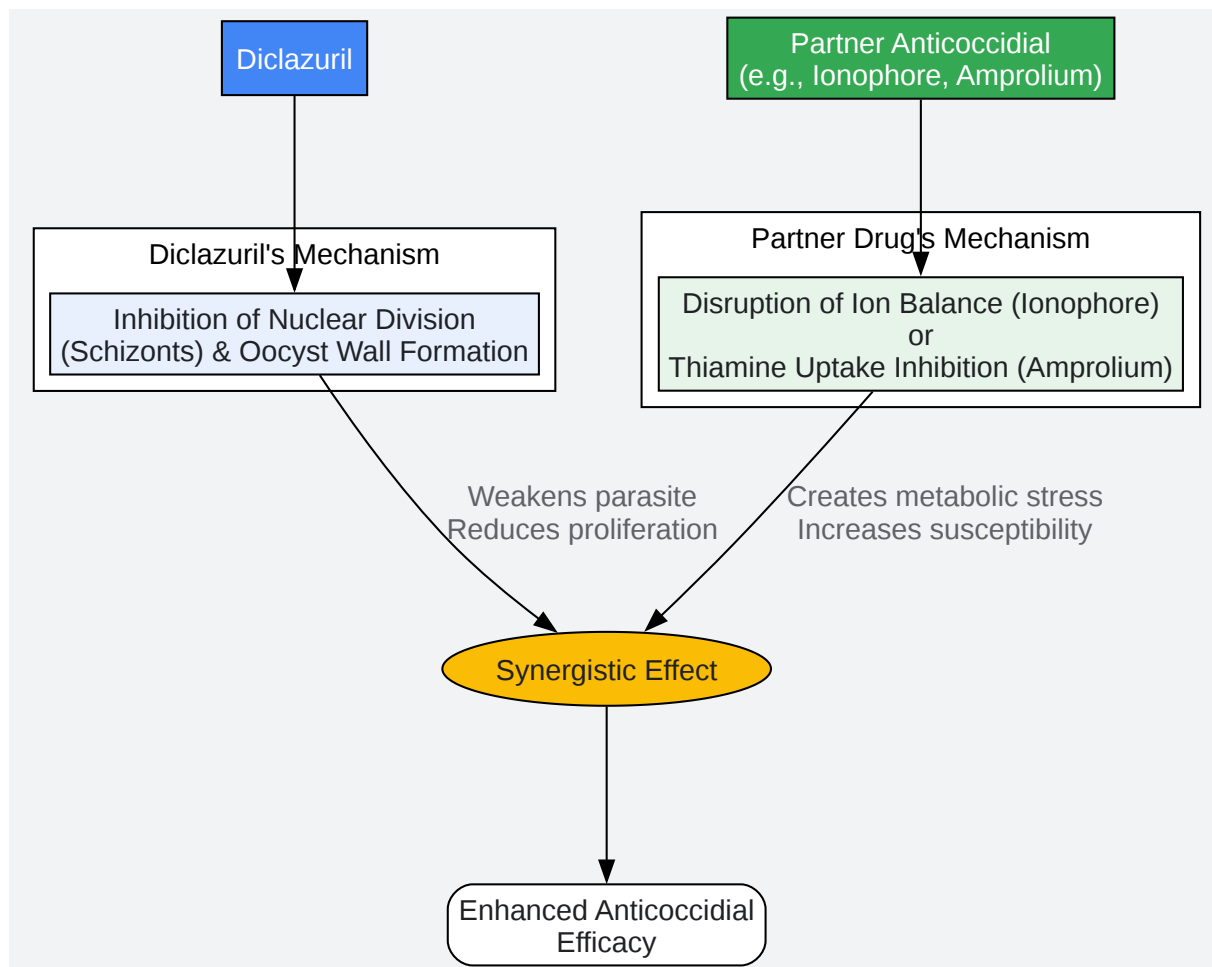 Diclazuril
Partner Anticoccidial
(e.g., Ionophore, Amprolium)
Diclazuril's Mechanism
Inhibition of Nuclear Division
(Schizonts) & Oocyst Wall Formation
Partner Drug's Mechanism
Disruption of Ion Balance (Ionophore)
or
Thiamine Uptake Inhibition (Amprolium)
Weakens parasite
Reduces proliferation
Creates metabolic stress
Increases susceptibility
Synergistic Effect
Enhanced Anticoccidial
Efficacy